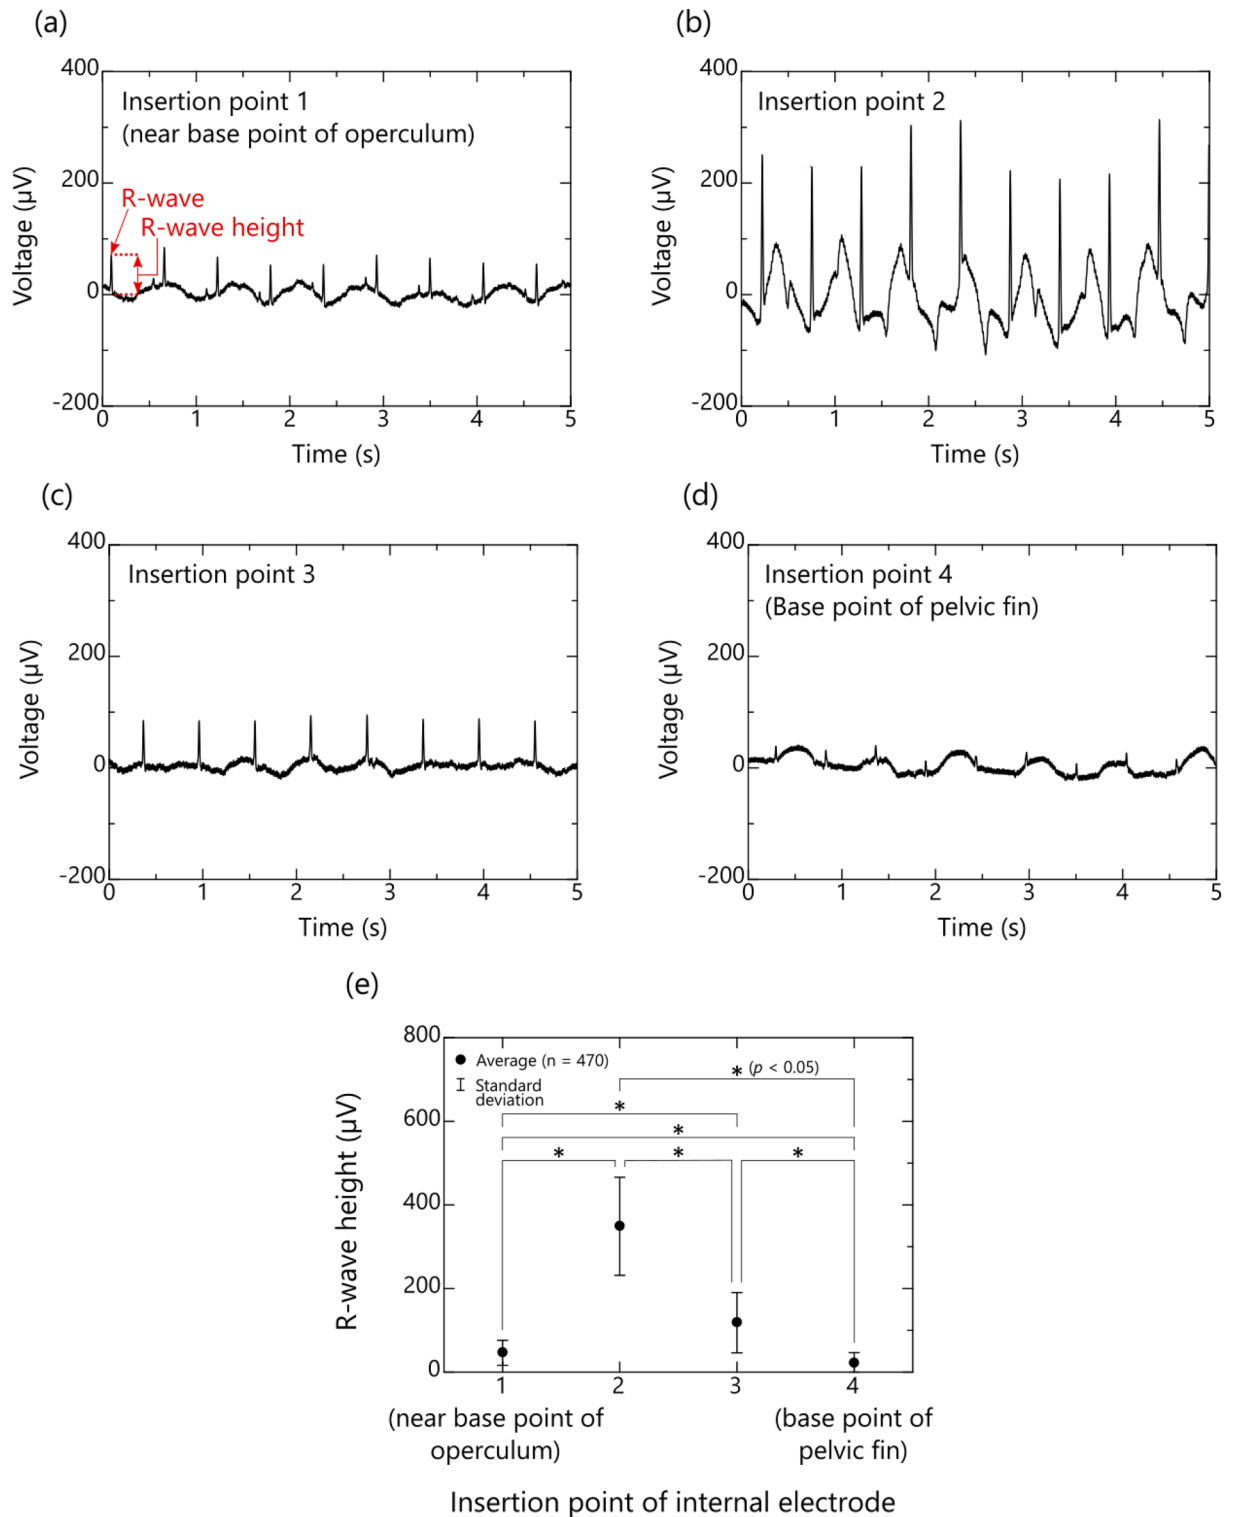 (a)
400
200
0
-200
Voltage (μV)
Insertion point 1
(near base point of operculum)
R-wave
R-wave height
0 1 2 3 4 5
Time (s)
(b)
400
200
0
-200
Voltage (μV)
Insertion point 2
0 1 2 3 4 5
Time (s)
(c)
400
200
0
-200
Voltage (μV)
Insertion point 3
0 1 2 3 4 5
Time (s)
(d)
400
200
0
-200
Voltage (μV)
Insertion point 4
(Base point of pelvic fin)
0 1 2 3 4 5
Time (s)
(e)
800
600
400
200
0
R-wave height (μV)
Average (n = 470)
Standard
deviation
* (p < 0.05)
*
*
* * *
1 2 3 4
(near base point of
operculum)
(base point of
pelvic fin)
Insertion point of internal electrode